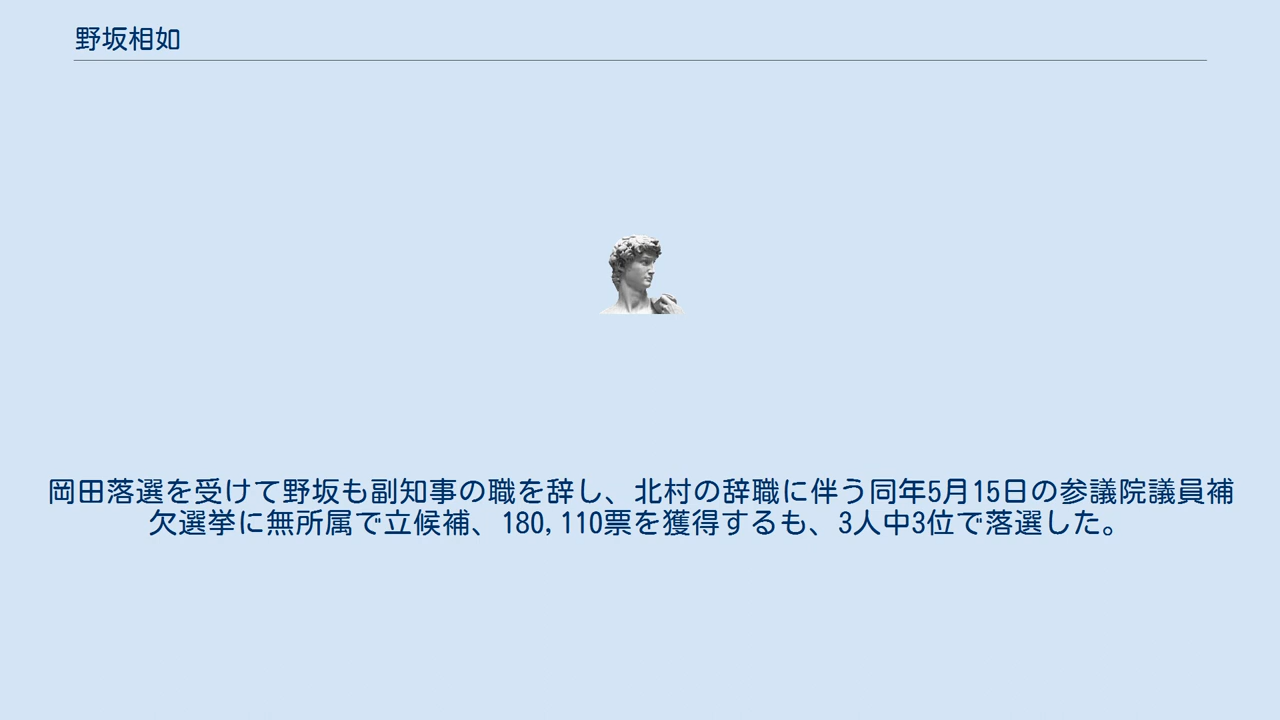 野坂相如
岡田落選を受けて野坂も副知事の職を辞し、北村の辞職に伴う同年5月15日の参議院議員補
欠選挙に無所属で立候補、180,110票を獲得するも、3人中3位で落選した。